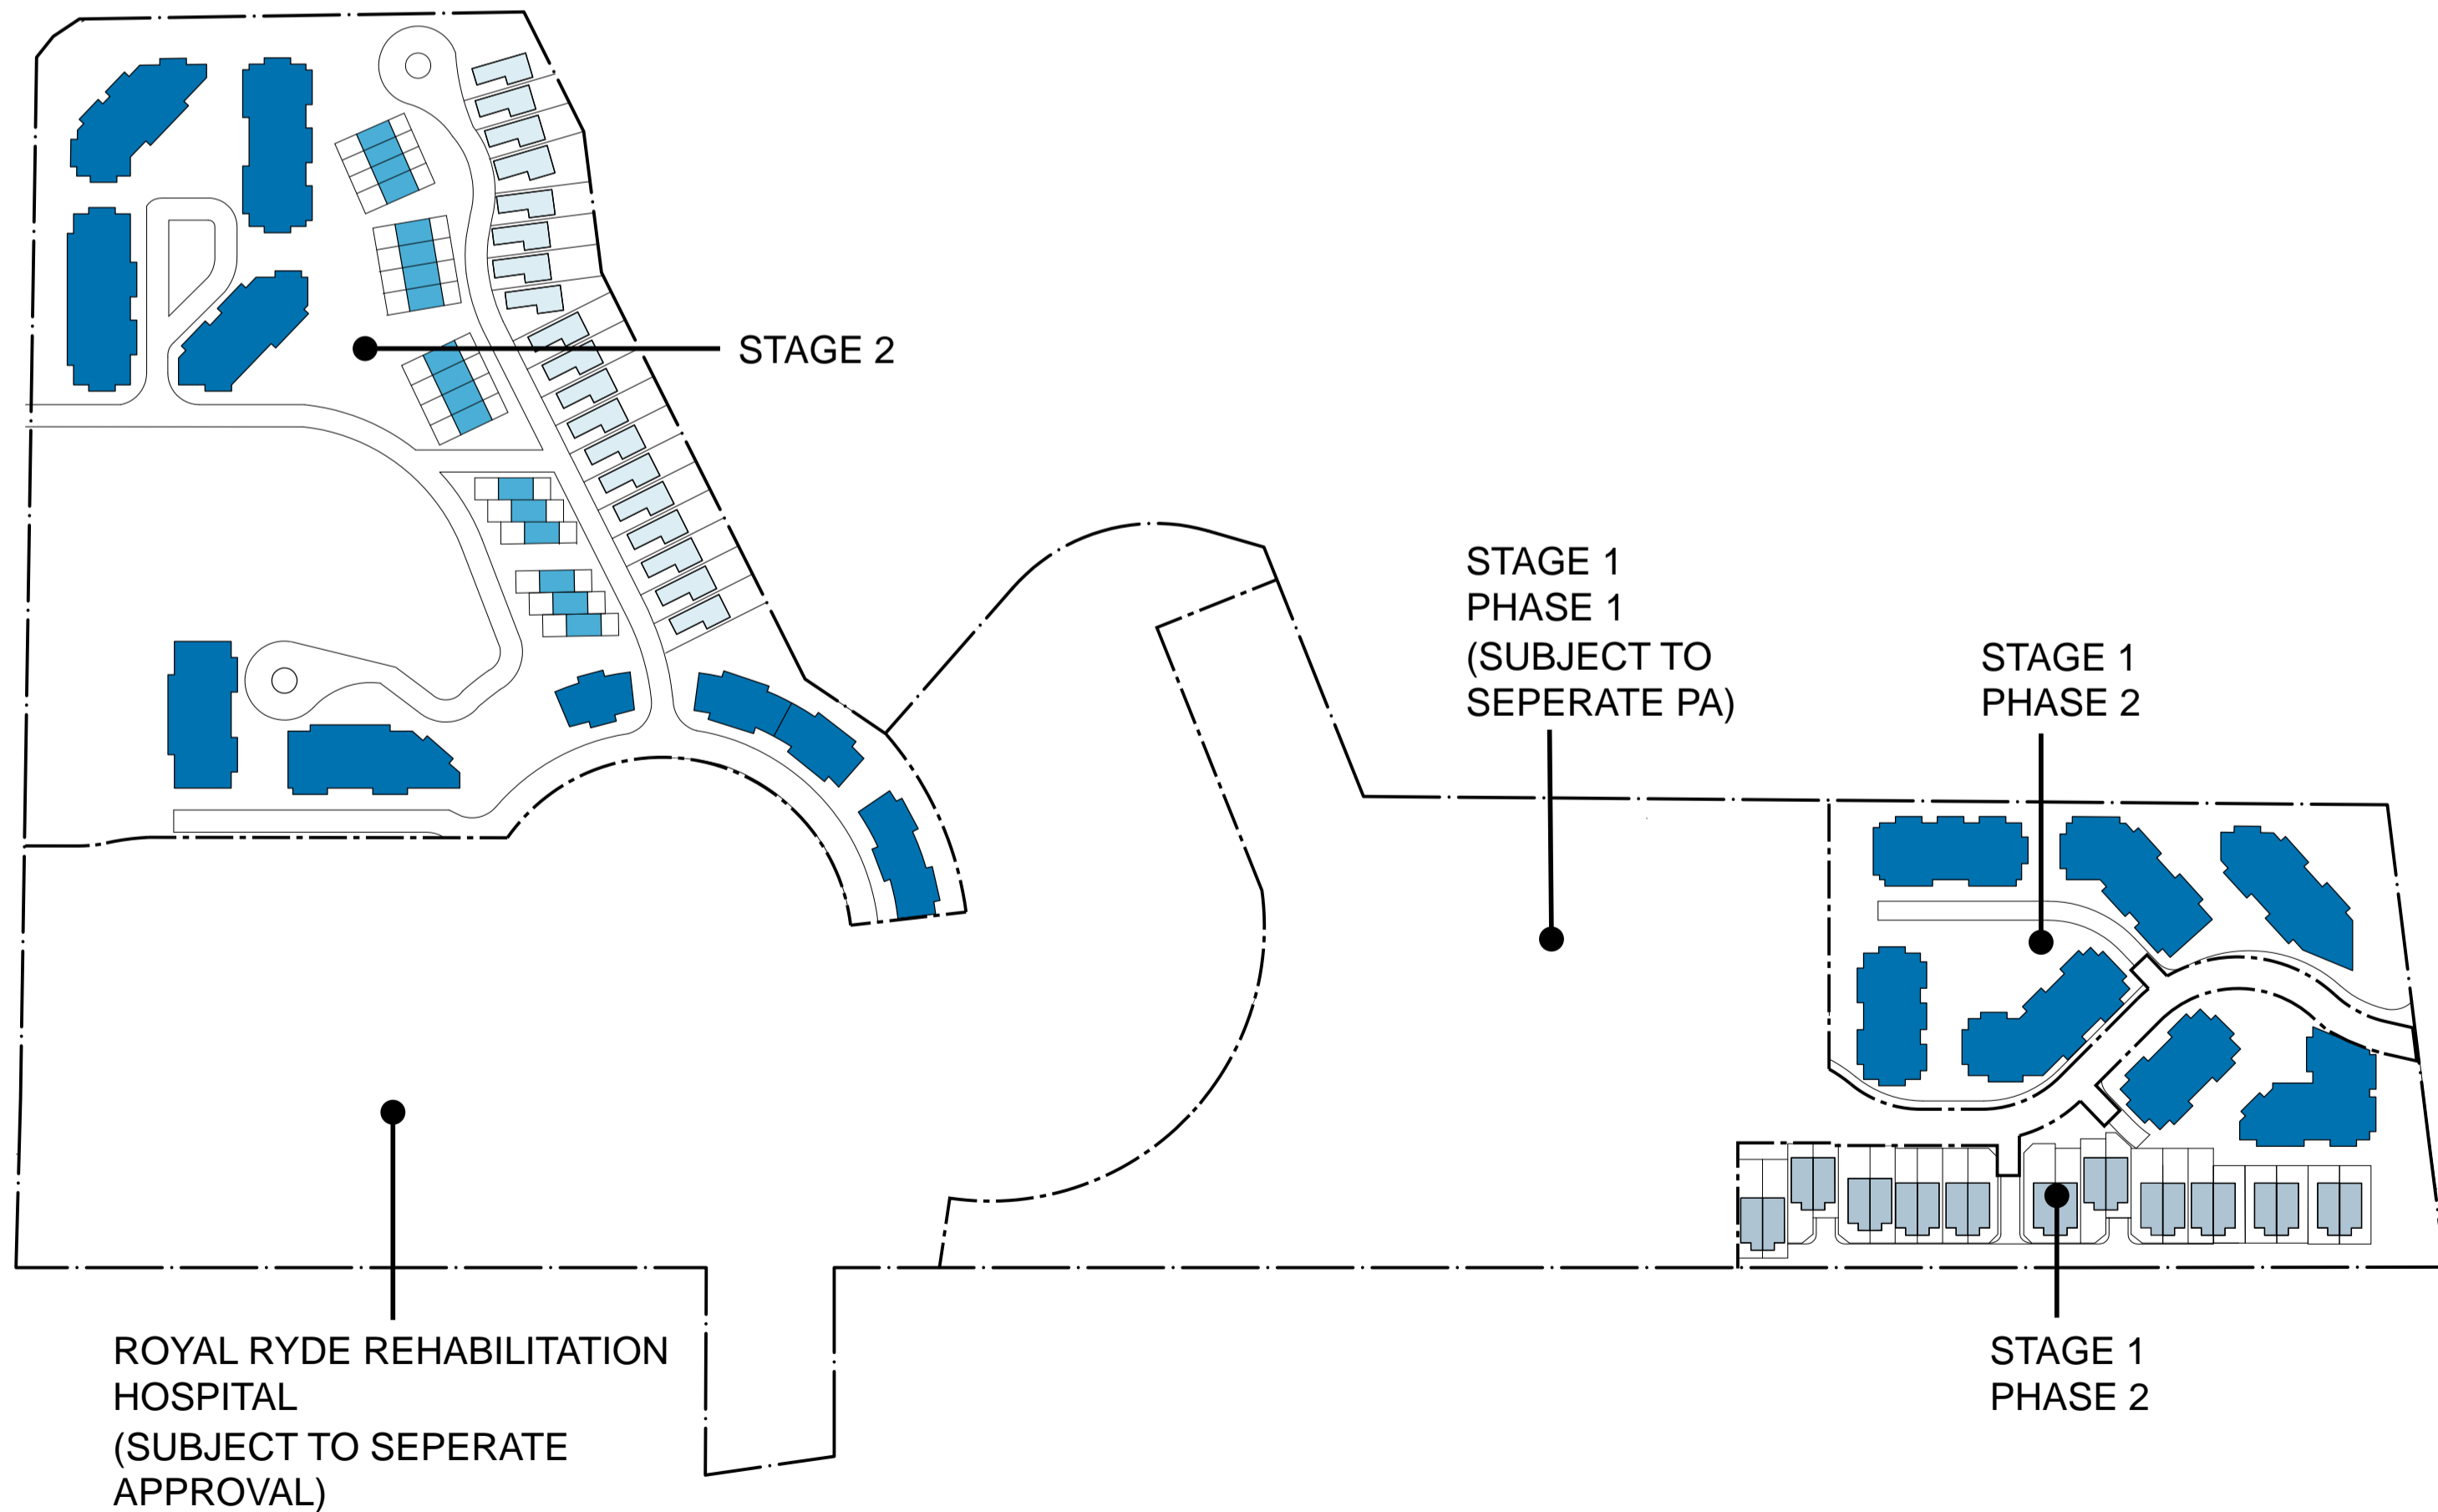 STAGE 2
STAGE 1
PHASE 1
(SUBJECT TO
SEPERATE PA)
STAGE 1
PHASE 2
ROYAL RYDE REHABILITATION
HOSPITAL
(SUBJECT TO SEPERATE
APPROVAL)
STAGE 1
PHASE 2